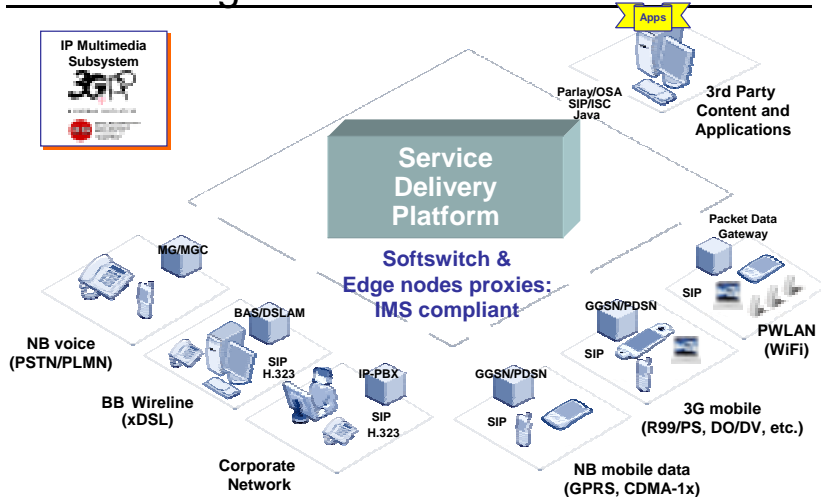 IP Multimedia
Subsystem
Apps
3rd Party
Content and
Applications
Parlay/OSA
SIP/ISC
Java
Service
Delivery
Platform
Softswitch &
Edge nodes proxies:
IMS compliant
MG/MGC
NB voice
(PSTN/PLMN)
BAS/DSLAM
SIP
H.323
BB Wireline
(xDSL)
IP-PBX
SIP
H.323
Corporate
Network
GGSN/PDSN
SIP
NB mobile data
(GPRS, CDMA-1x)
GGSN/PDSN
SIP
3G mobile
(R99/PS, DO/DV, etc.)
Packet Data
Gateway
SIP
PWLAN
(WiFi)